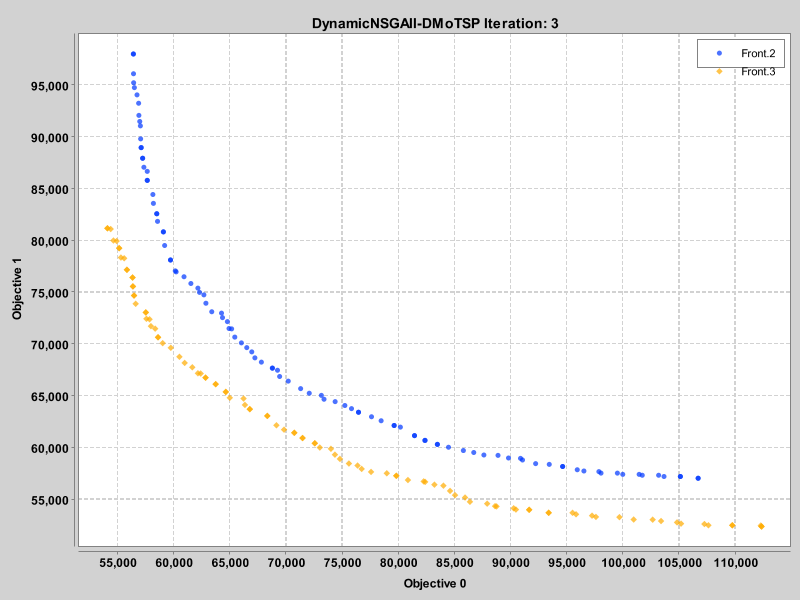 DynamicNSGAII-DMoTSP Iteration: 3
Front.2
Front.3
95,000
90,000
85,000
80,000
75,000
70,000
65,000
60,000
55,000
Objective 1
55,000 60,000 65,000 70,000 75,000 80,000 85,000 90,000 95,000 100,000 105,000 110,000
Objective 0